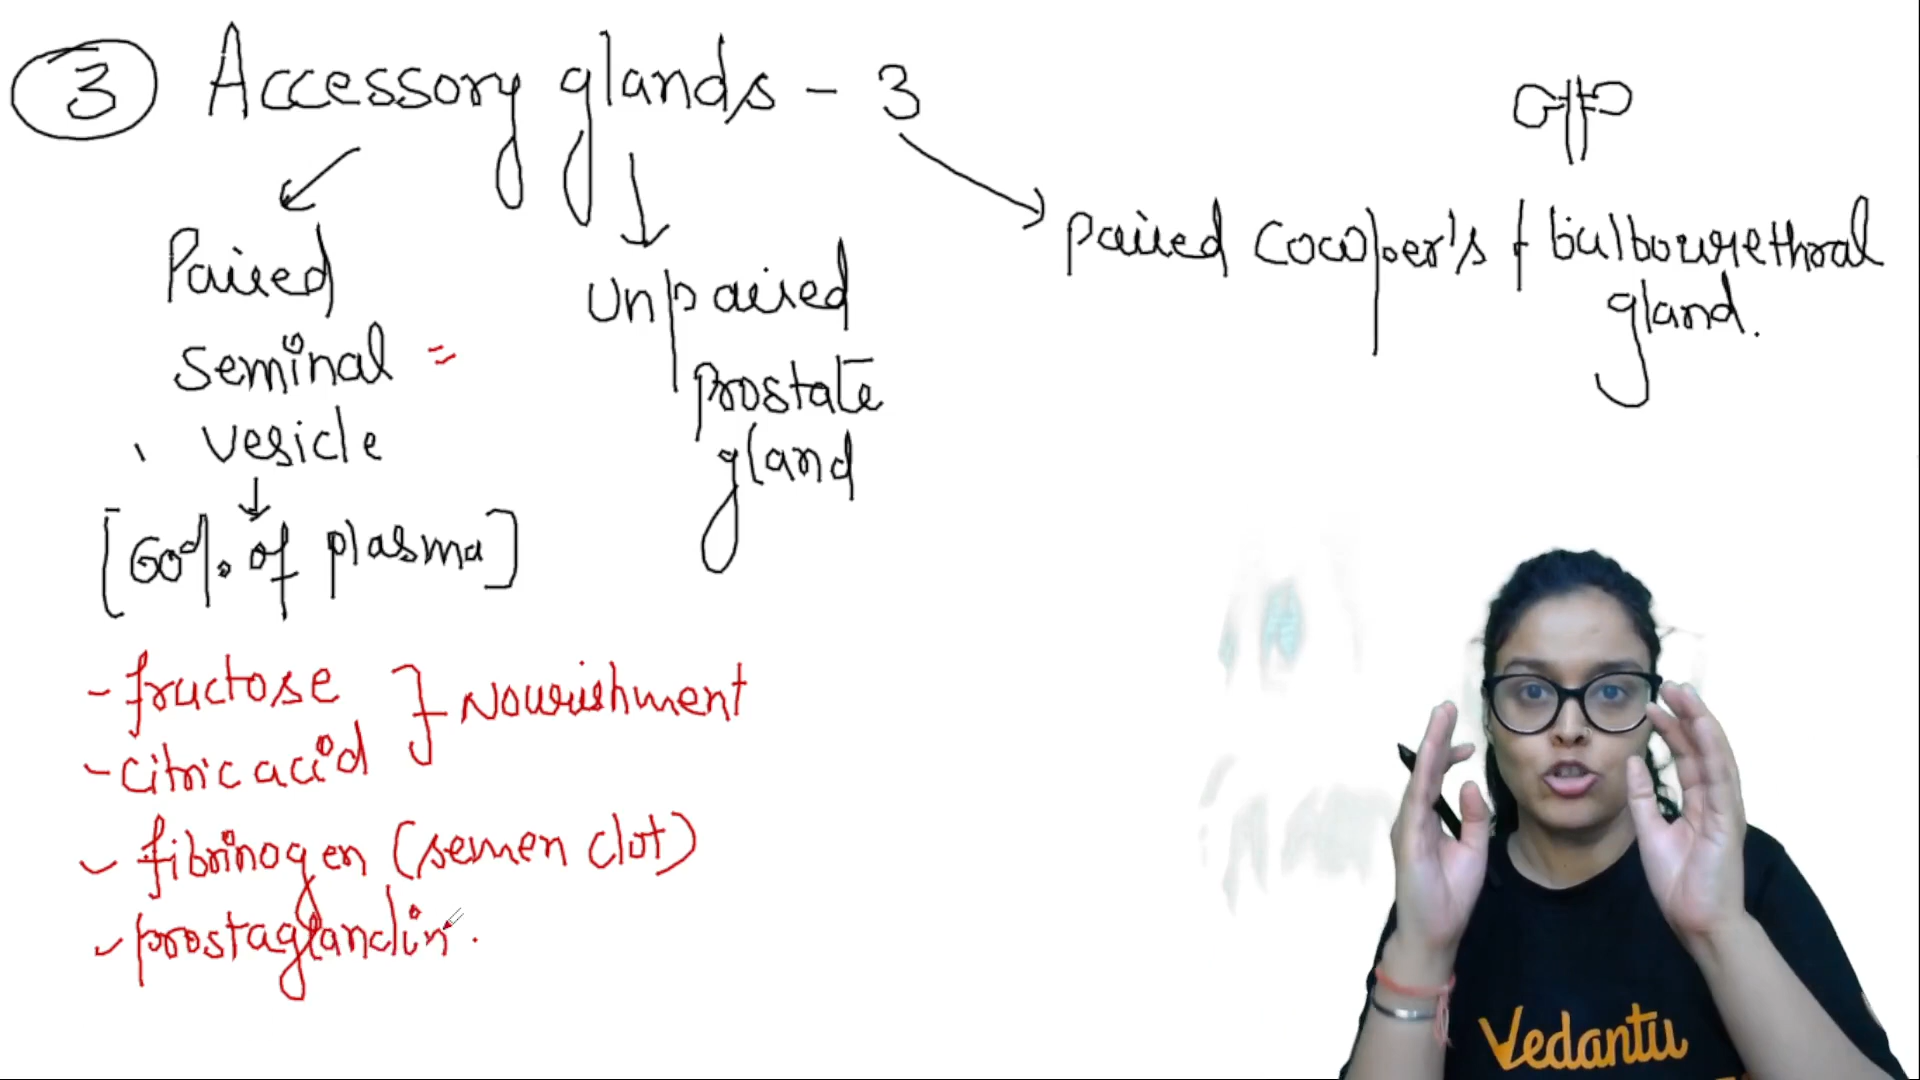 3 Accessory glands - 3
Paired
seminal =
vesicle
[60% of plasma]
- fructose } Nourishment
- citric acid
- fibrinogen (semen clot)
- prostaglandin.
unpaired
prostate
gland
paired cowper's / bulbourethral
gland.
Vedantu